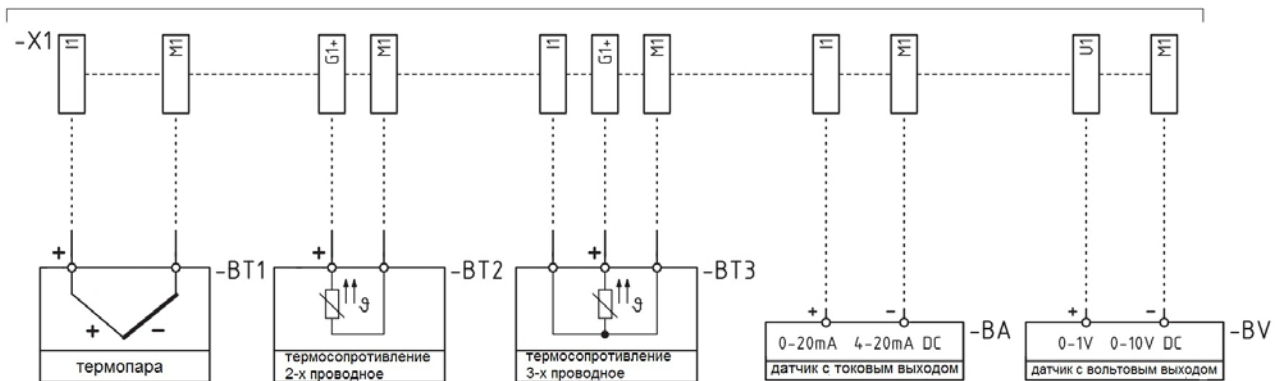 -X1 I1 M1 G1+ M1 I1 G1+ M1 I1 M1 U1 M1
+ + +
-BT1 -BT2 -BT3
ϑ ϑ
+ - + - + -
-BA -BV
0-20mA 4-20mA DC 0-1V 0-10V DC
термопара
термосопротивление
2-х проводное
термосопротивление
3-х проводное
датчик с токовым выходом
датчик с вольтовым выходом